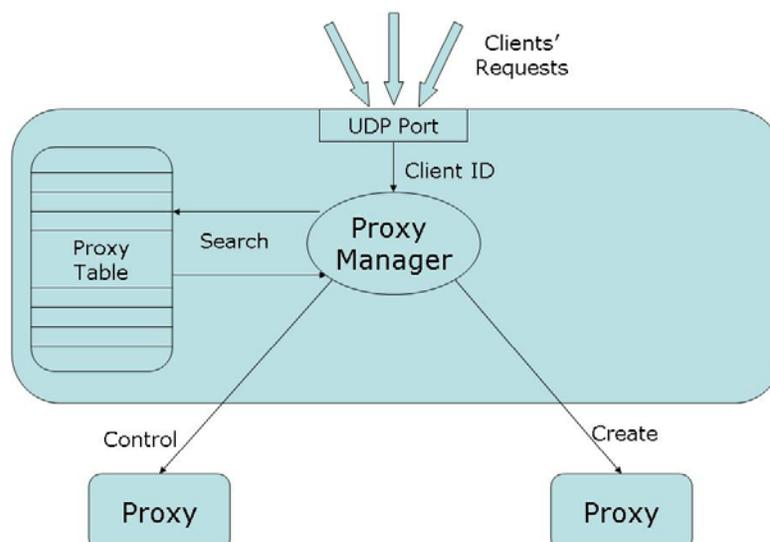 Clients'
Requests
UDP Port
Client ID
Proxy
Manager
Search
Proxy
Table
Control
Create
Proxy
Proxy